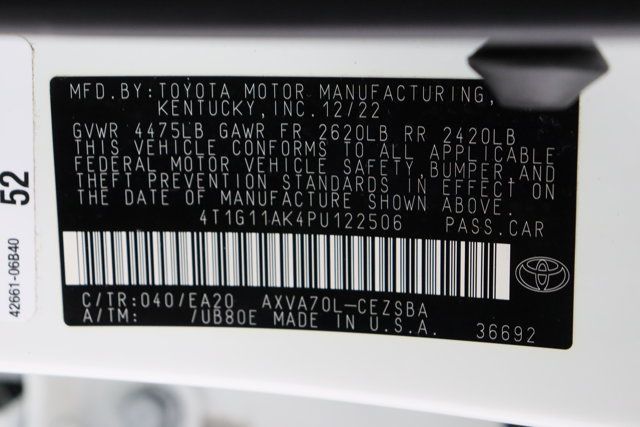 MFD.BY:TOYOTA MOTOR MANUFACTURING,
KENTUCKY,INC.12/22
GVWR 4475LB GAWR FR 2620LB RR 2420LB
THIS VEHICLE CONFORMS TO ALL APPLICABLE
FEDERAL MOTOR VEHICLE SAFETY,BUMPER,AND
THEFT PREVENTION STANDARDS IN EFFECT ON
THE DATE OF MANUFACTURE SHOWN ABOVE.
4T1G11AK4PU122506 PASS.CAR
C/TR:040/EA20 AXVA70L-CEZSBA
A/TM: /UB80E MADE IN U.S.A. 36692
52
42661-06B40